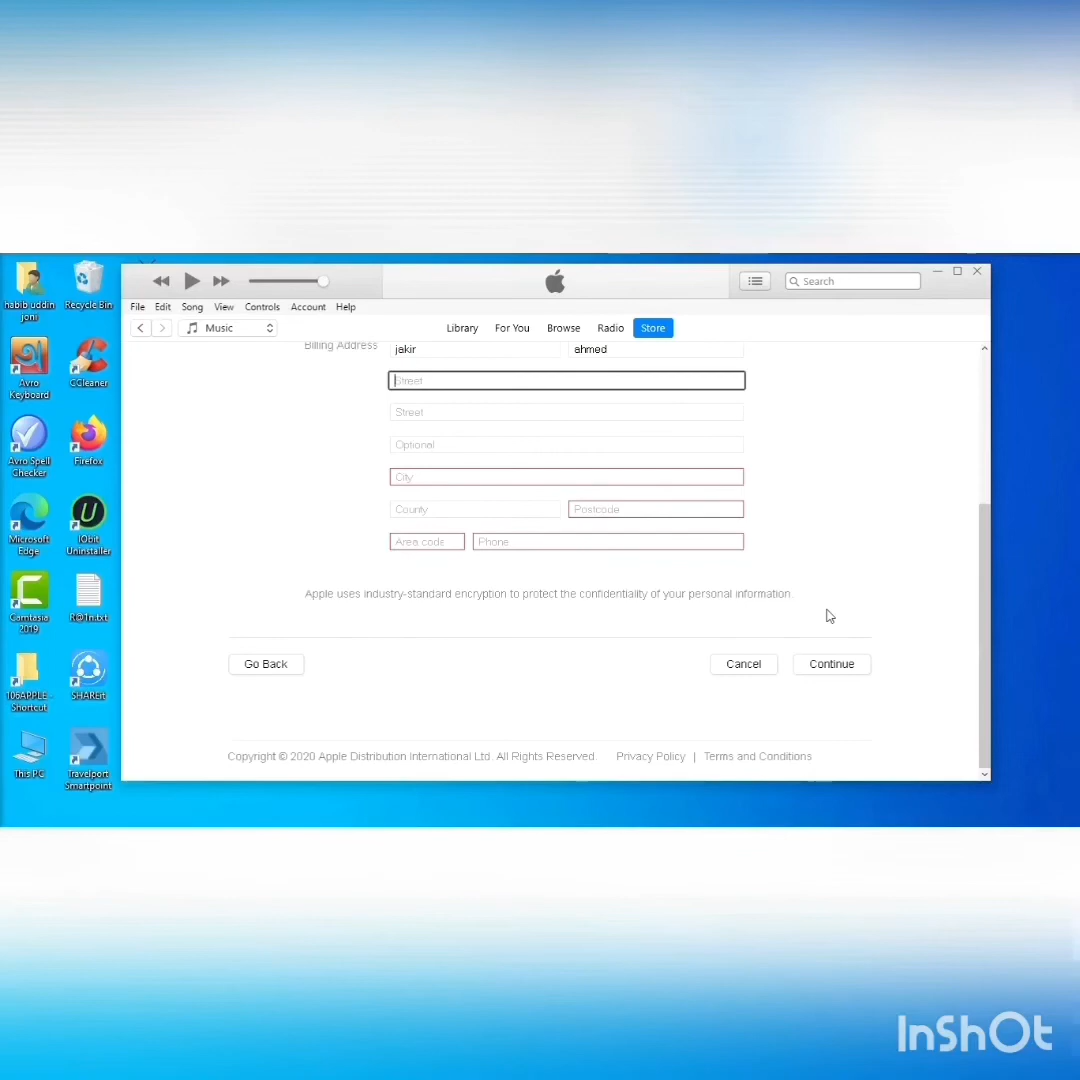 Search
habib uddin
joni
Recycle Bin
File Edit Song View Controls Account Help
Music
Library For You Browse Radio Store
Billing Address jakir ahmed
Avro
Keyboard
CCleaner
Street
Street
Optional
Avro Spell
Checker
Firefox
City
County Postcode
Area code Phone
Microsoft
Edge
IObit
Uninstaller
Apple uses industry-standard encryption to protect the confidentiality of your personal information.
Camtasia
2019
R@1n.txt
Go Back Cancel Continue
106APPLE -
Shortcut
SHAREit
Copyright © 2020 Apple Distribution International Ltd. All Rights Reserved. Privacy Policy | Terms and Conditions
This PC
Travelport
Smartpoint
InShOt